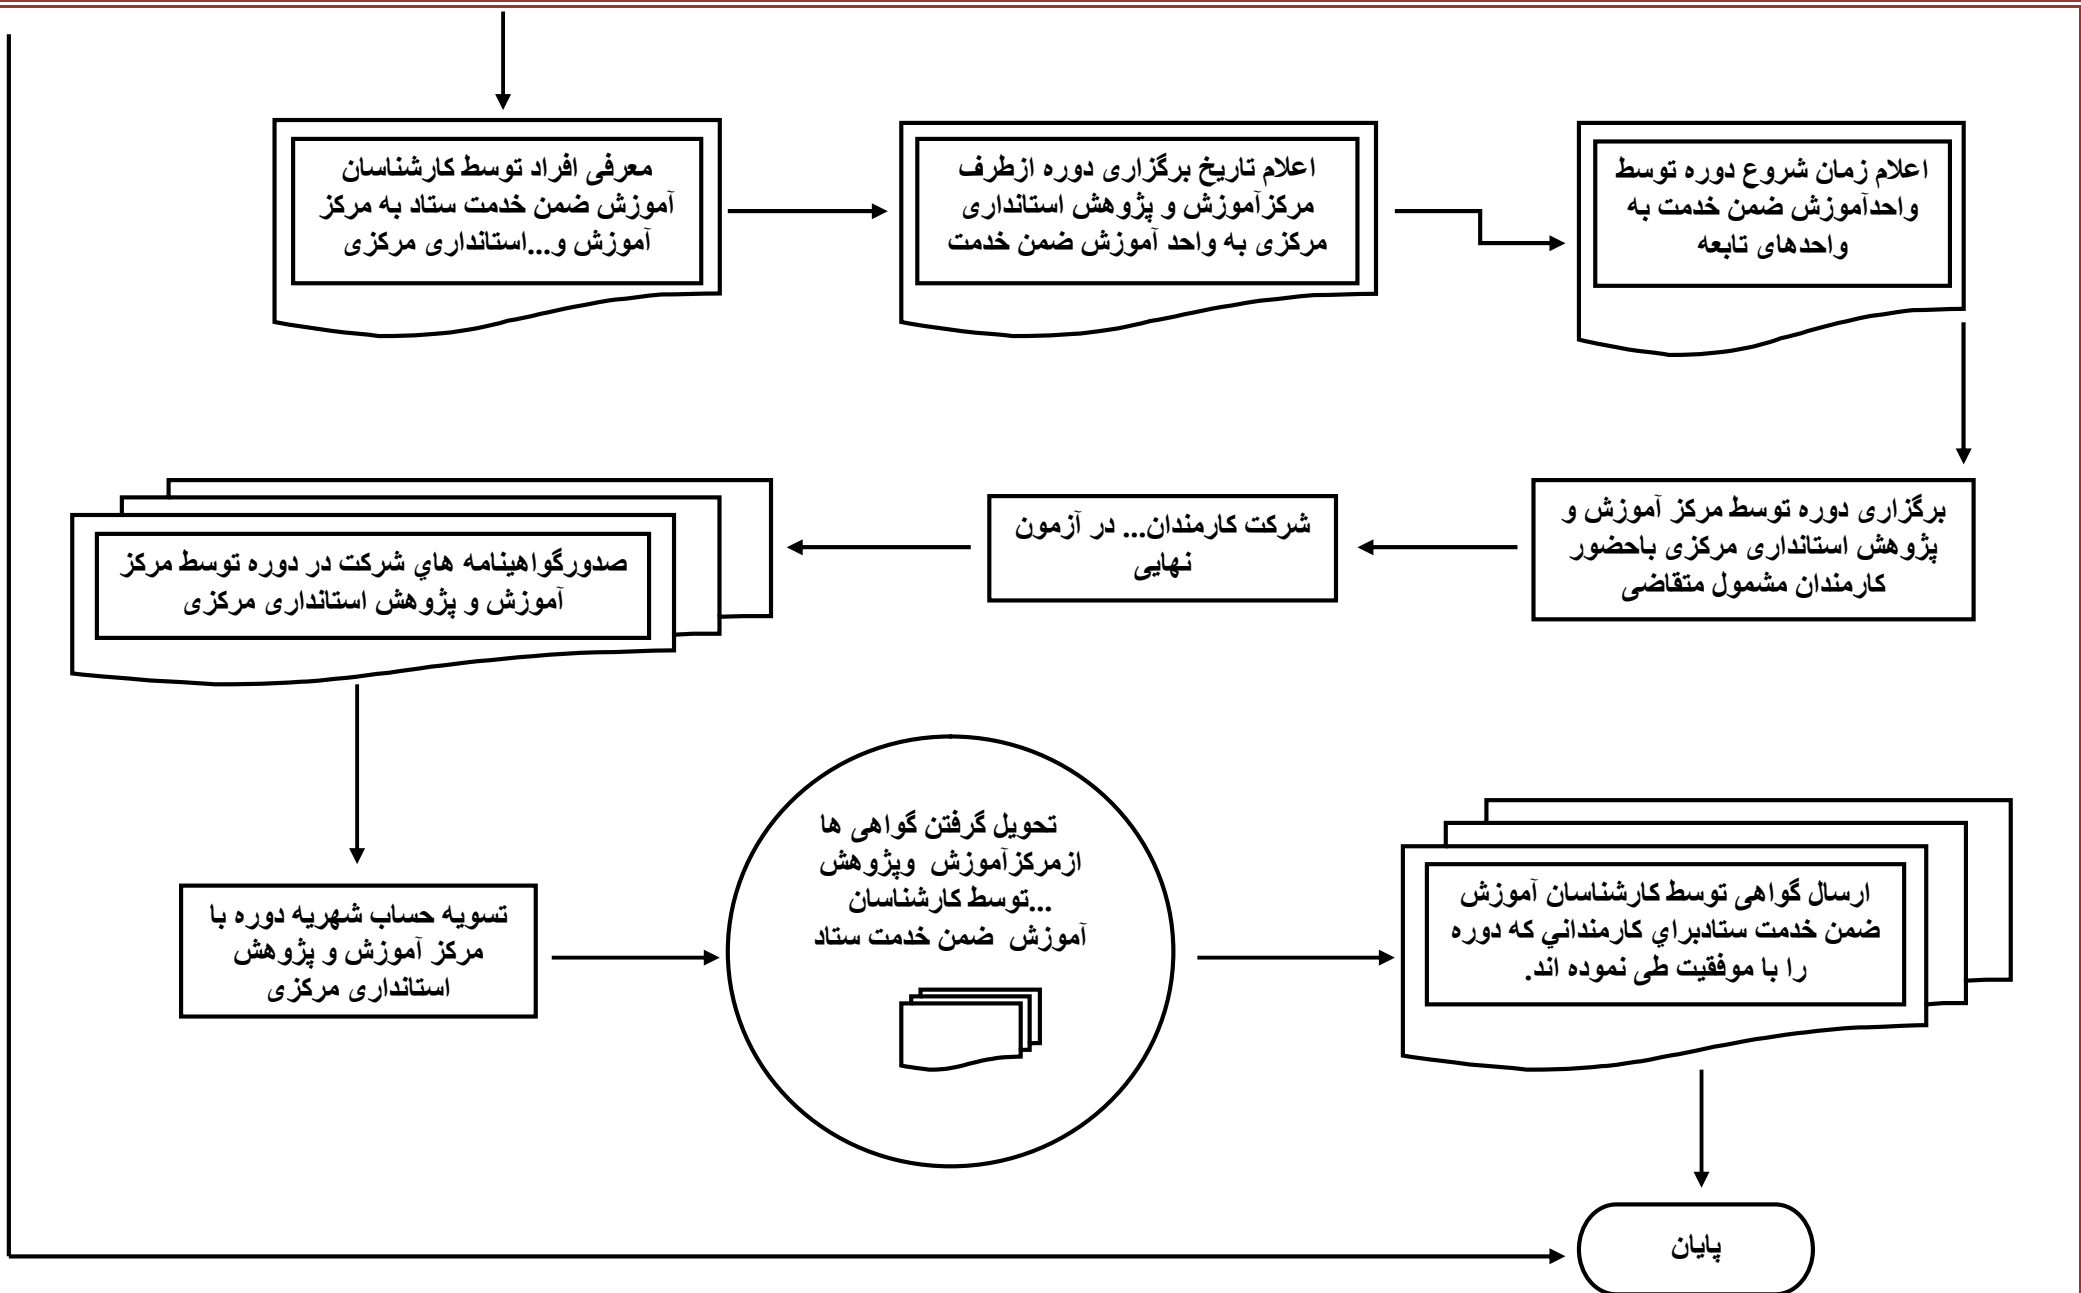 معرفی افراد توسط کارشناسان
آموزش ضمن خدمت ستاد به مرکز
آموزش و...استانداری مرکزی
اعلام تاریخ برگزاری دوره ازطرف
مرکزآموزش و پژوهش استانداری
مرکزی به واحد آموزش ضمن خدمت
اعلام زمان شروع دوره توسط
واحدآموزش ضمن خدمت به
واحدهای تابعه
برگزاری دوره توسط مرکز آموزش و
پژوهش استانداری مرکزی باحضور
کارمندان مشمول متقاضی
شرکت کارمندان... در آزمون
نهایی
صدورگواهینامه هاي شرکت در دوره توسط مرکز
آموزش و پژوهش استانداری مرکزی
تسویه حساب شهریه دوره با
مرکز آموزش و پژوهش
استانداری مرکزی
تحویل گرفتن گواهی ها
ازمرکزآموزش وپژوهش
...توسط کارشناسان
آموزش ضمن خدمت ستاد
ارسال گواهی توسط کارشناسان آموزش
ضمن خدمت ستادبراي کارمنداني که دوره
را با موفقیت طی نموده اند.
پایان